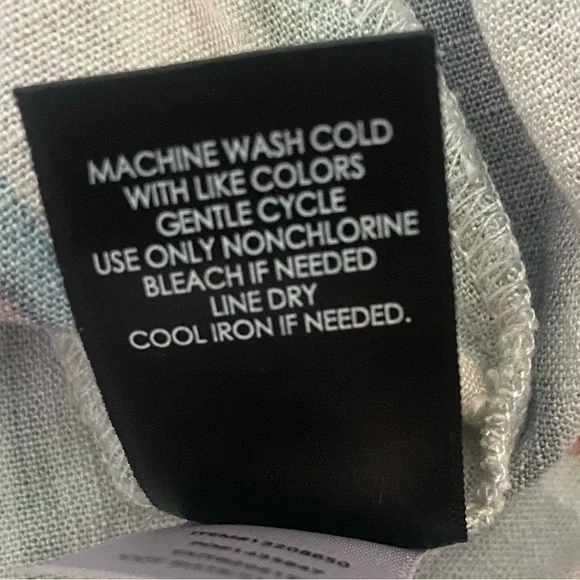 MACHINE WASH COLD
WITH LIKE COLORS
GENTLE CYCLE
USE ONLY NONCHLORINE
BLEACH IF NEEDED
LINE DRY
COOL IRON IF NEEDED.